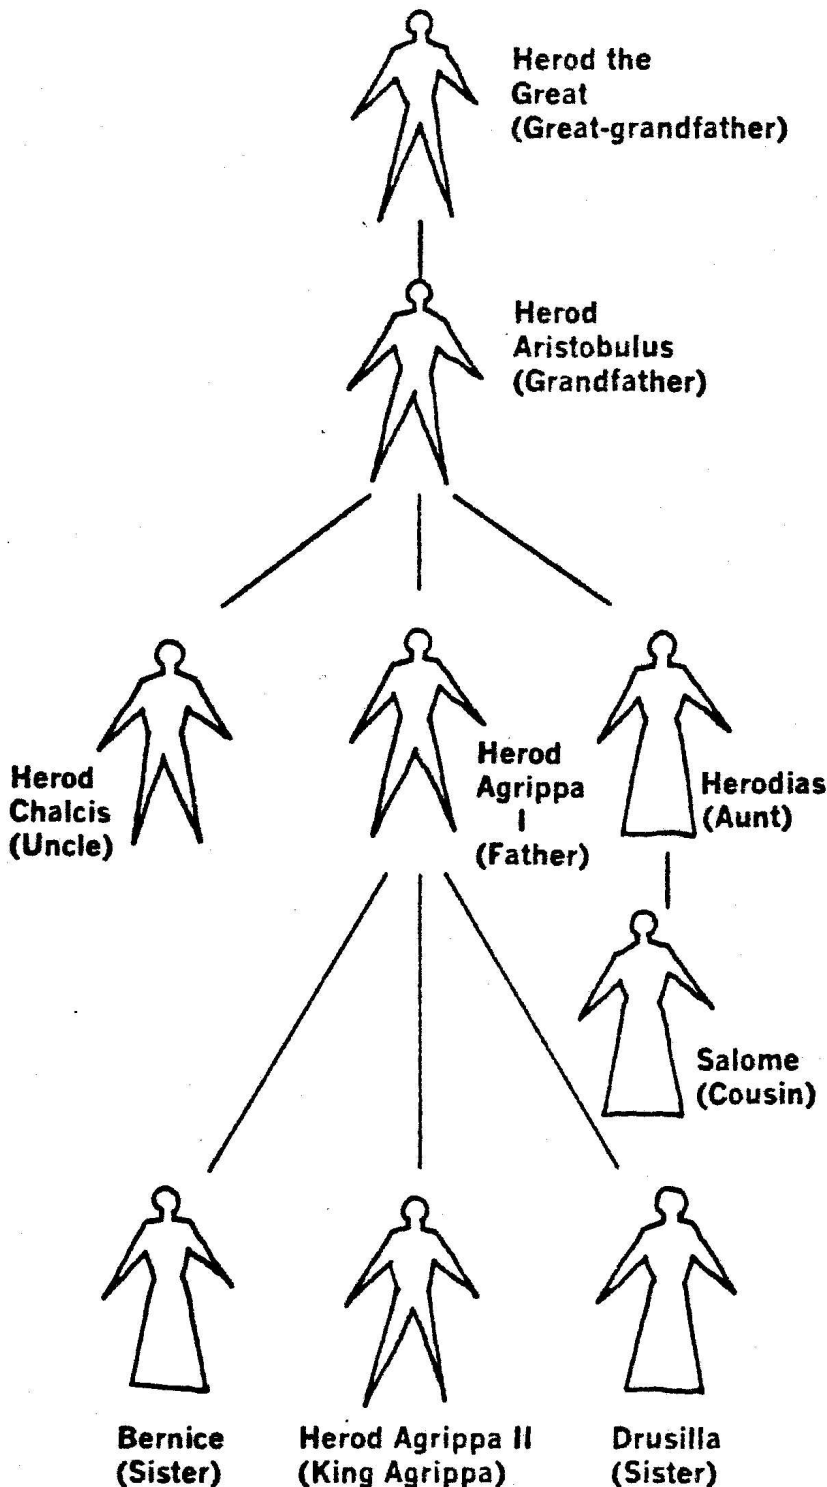 Herod the
Great
(Great-grandfather)
Herod
Aristobulus
(Grandfather)
Herod
Chalcis
(Uncle)
Herod
Agrippa
I
(Father)
Herodias
(Aunt)
Salome
(Cousin)
Bernice
(Sister)
Herod Agrippa II
(King Agrippa)
Drusilla
(Sister)